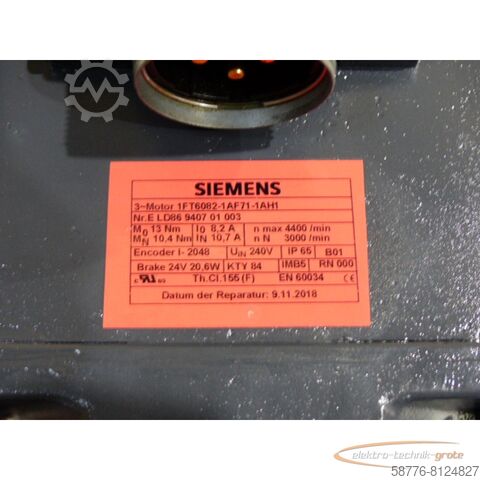 SIEMENS
3~Motor 1FT6082-1AF71-1AH1
Nr.E LD86 9407 01 003
M0 13 Nm I0 8,2 A n max 4400 /min
MN 10,4 Nm IN 10,7 A n N 3000 /min
Encoder I- 2048 UIN 240V IP 65 B01
Brake 24V 20,6W KTY 84 IMB5 RN 000
c UR us Th.Cl.155 (F) EN 60034 CE
Datum der Reparatur: 9.11.2018
elektro-technik-grote
58776-8124827